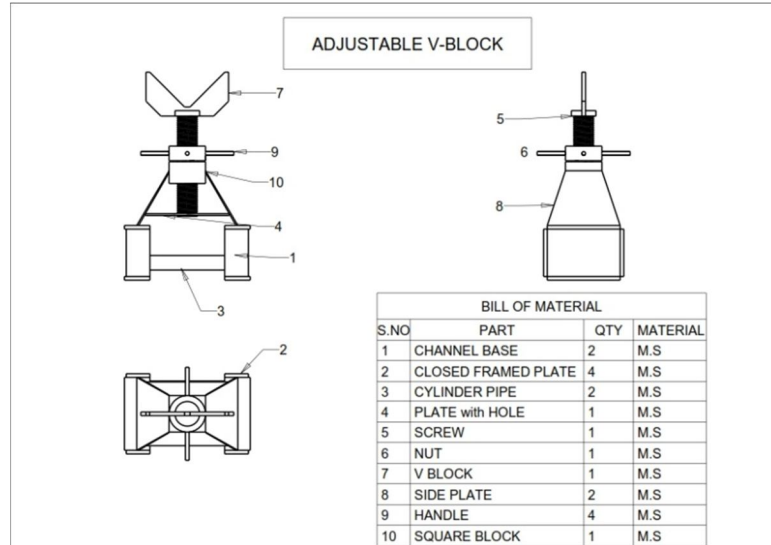 ADJUSTABLE V-BLOCK
7
9
10
4
1
3
5
6
8
2
BILL OF MATERIAL
S.NO PART QTY MATERIAL
1 CHANNEL BASE 2 M.S
2 CLOSED FRAMED PLATE 4 M.S
3 CYLINDER PIPE 2 M.S
4 PLATE with HOLE 1 M.S
5 SCREW 1 M.S
6 NUT 1 M.S
7 V BLOCK 1 M.S
8 SIDE PLATE 2 M.S
9 HANDLE 4 M.S
10 SQUARE BLOCK 1 M.S